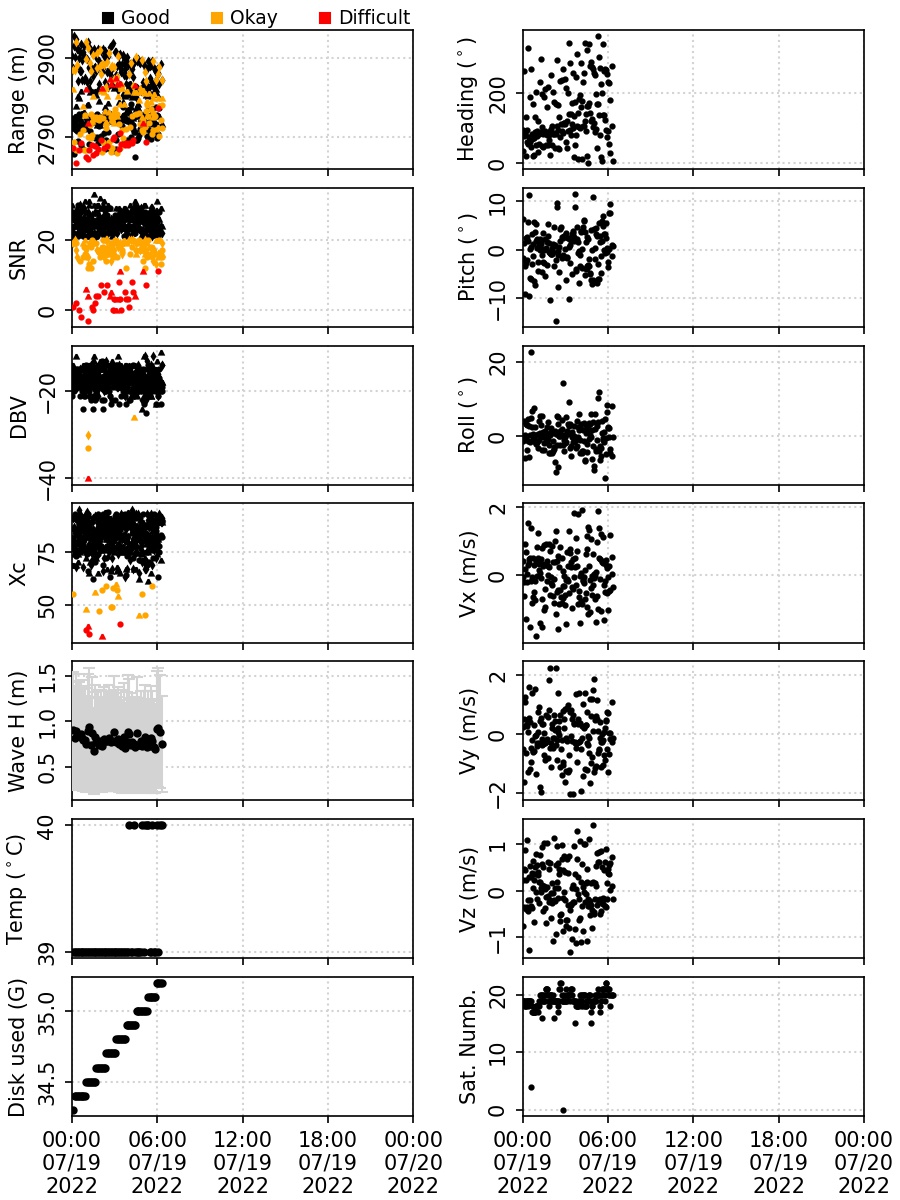 Good Okay Difficult
Range (m)
2900
2790
Heading (°)
200
0
SNR
20
0
Pitch (°)
10
0
−10
DBV
−20
−40
Roll (°)
20
0
Xc
75
50
Vx (m/s)
2
0
Wave H (m)
1.5
1.0
0.5
Vy (m/s)
2
0
−2
Temp (°C)
40
39
Vz (m/s)
1
0
−1
Disk used (G)
35.0
34.5
Sat. Numb.
20
10
0
00:00 06:00 12:00 18:00 00:00
07/19 07/19 07/19 07/19 07/20
2022 2022 2022 2022 2022
00:00 06:00 12:00 18:00 00:00
07/19 07/19 07/19 07/19 07/20
2022 2022 2022 2022 2022